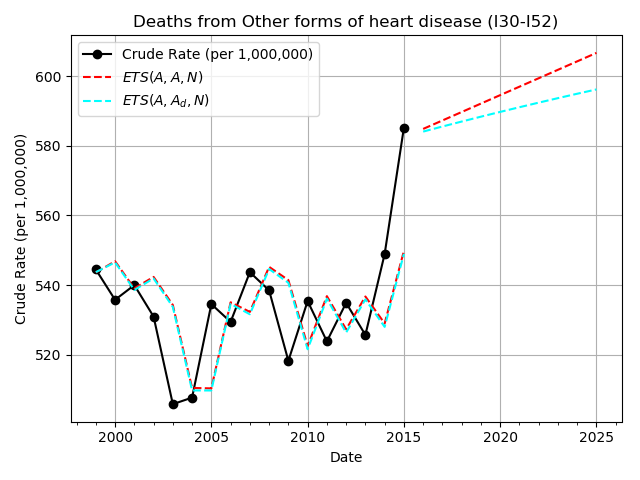 Deaths from Other forms of heart disease (I30-I52)
Crude Rate (per 1,000,000)
Crude Rate (per 1,000,000)
ETS(A, A, N)
ETS(A, A_d, N)
600
580
560
540
520
2000
2005
2010
2015
2020
2025
Date